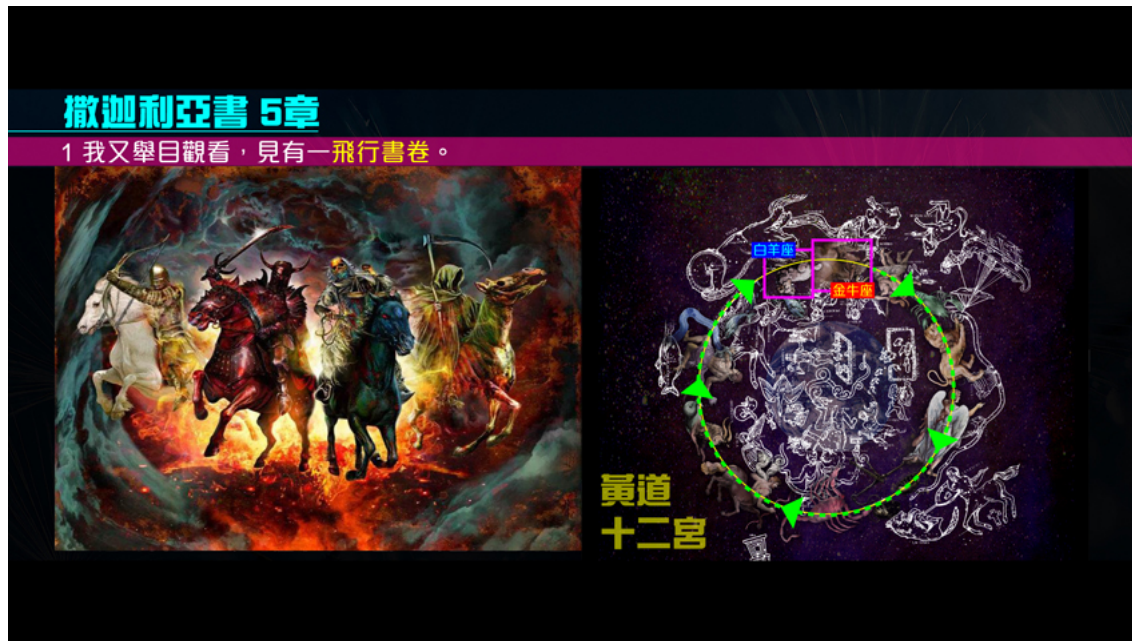 撒迦利亞書 5章
1 我又舉目觀看，見有一飛行書卷。
白羊座
金牛座
黃道
十二宮